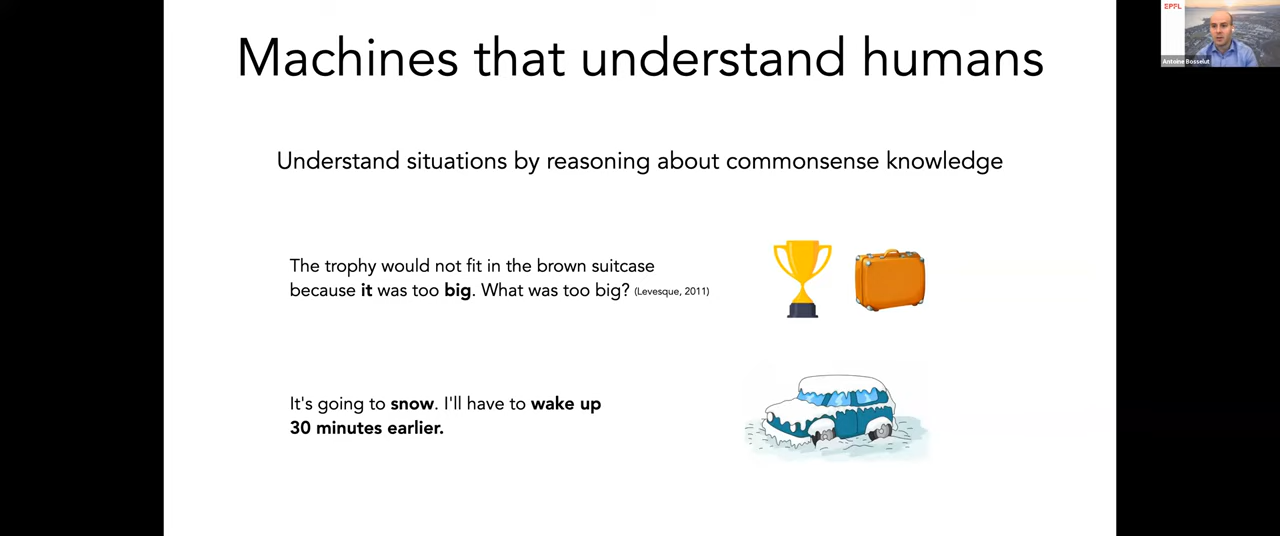 Machines that understand humans
EPFL
Antoine Bosselut
Understand situations by reasoning about commonsense knowledge
The trophy would not fit in the brown suitcase
because it was too big. What was too big? (Levesque, 2011)
It's going to snow. I'll have to wake up
30 minutes earlier.